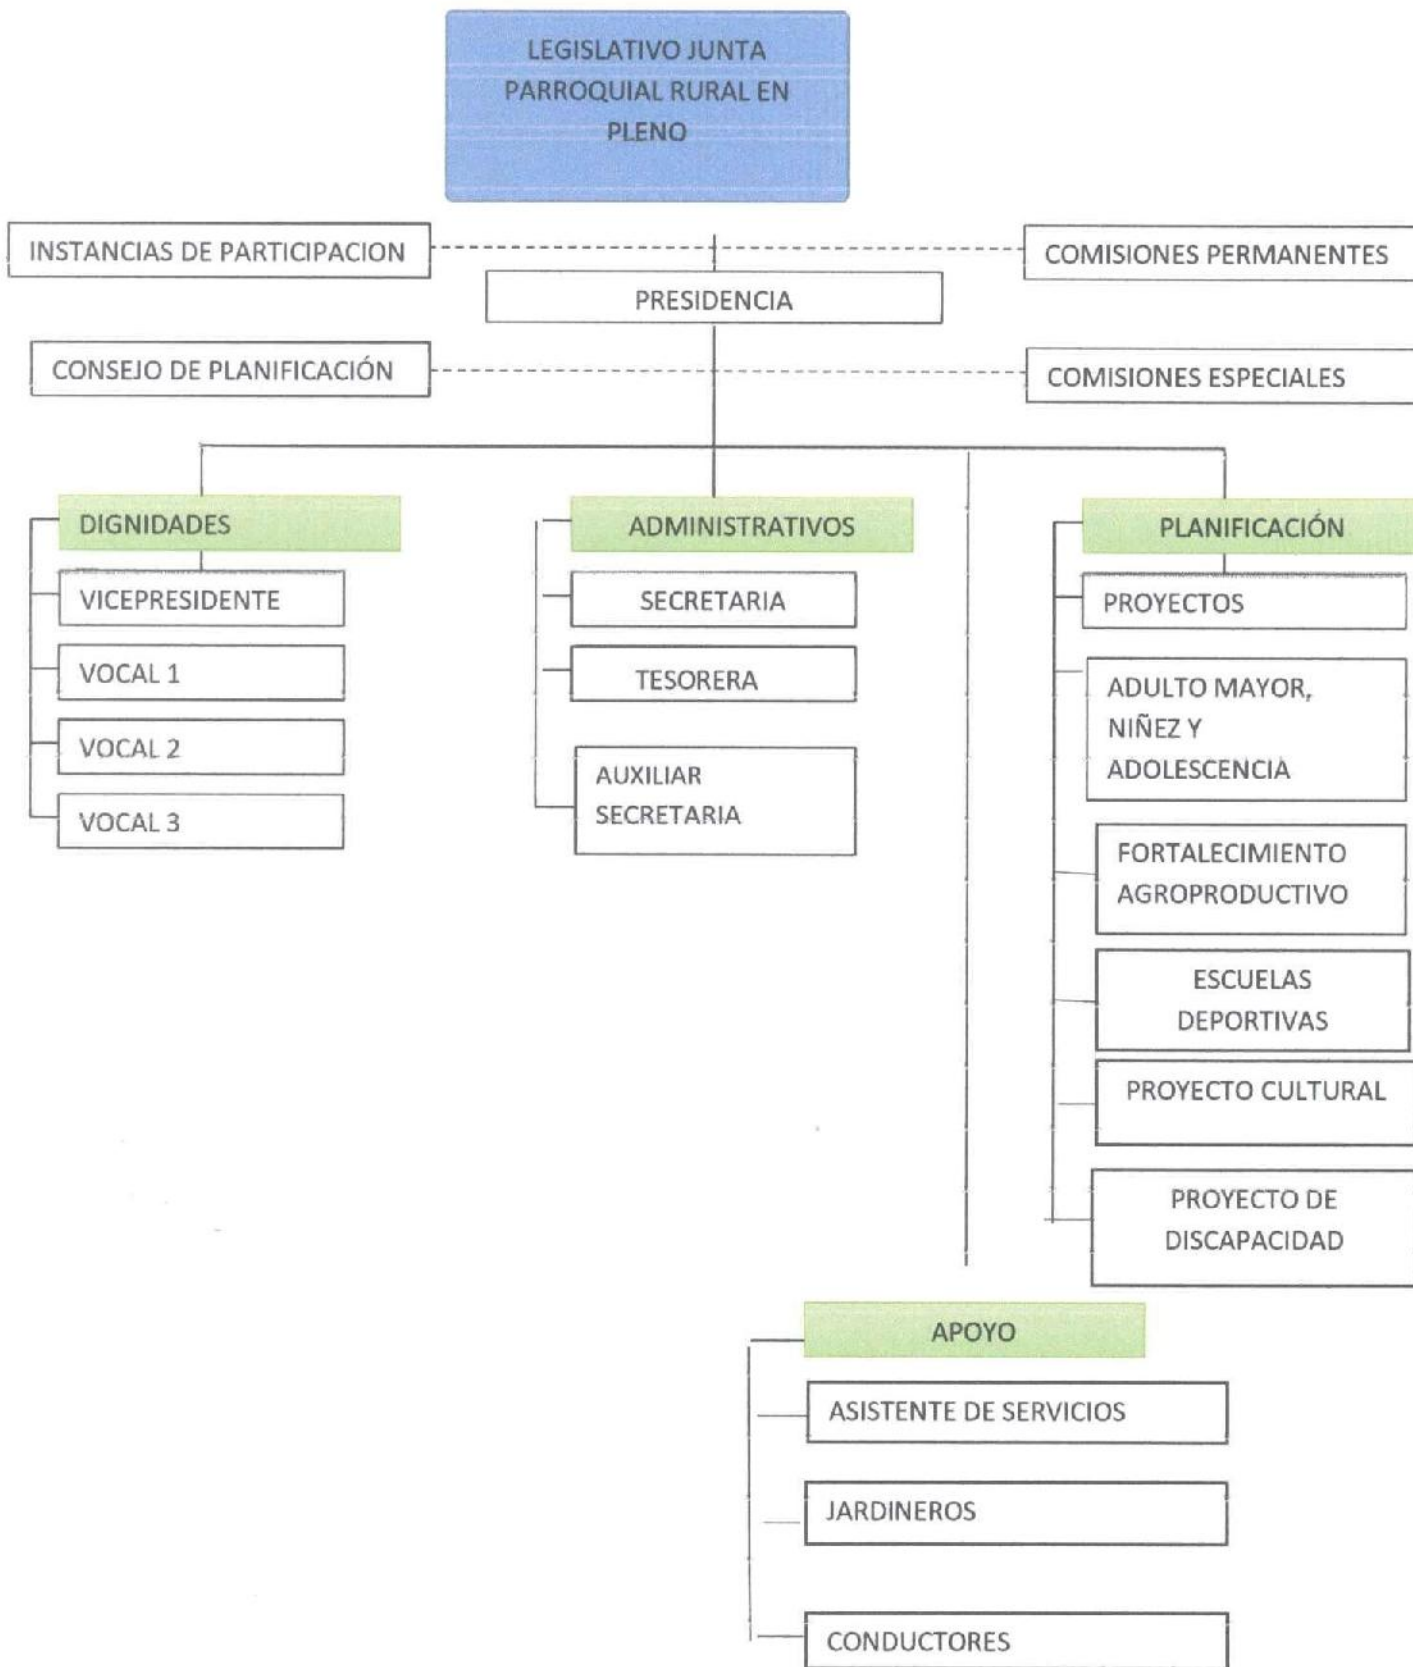 LEGISLATIVO JUNTA
PARROQUIAL RURAL EN
PLENO
INSTANCIAS DE PARTICIPACION
COMISIONES PERMANENTES
PRESIDENCIA
CONSEJO DE PLANIFICACIÓN
COMISIONES ESPECIALES
DIGNIDADES
VICEPRESIDENTE
VOCAL 1
VOCAL 2
VOCAL 3
ADMINISTRATIVOS
SECRETARIA
TESORERA
AUXILIAR
SECRETARIA
PLANIFICACIÓN
PROYECTOS
ADULTO MAYOR,
NIÑEZ Y
ADOLESCENCIA
FORTALECIMIENTO
AGROPRODUCTIVO
ESCUELAS
DEPORTIVAS
PROYECTO CULTURAL
PROYECTO DE
DISCAPACIDAD
APOYO
ASISTENTE DE SERVICIOS
JARDINEROS
CONDUCTORES